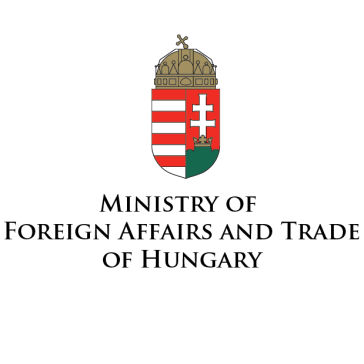 Ministry of
Foreign Affairs and Trade
of Hungary